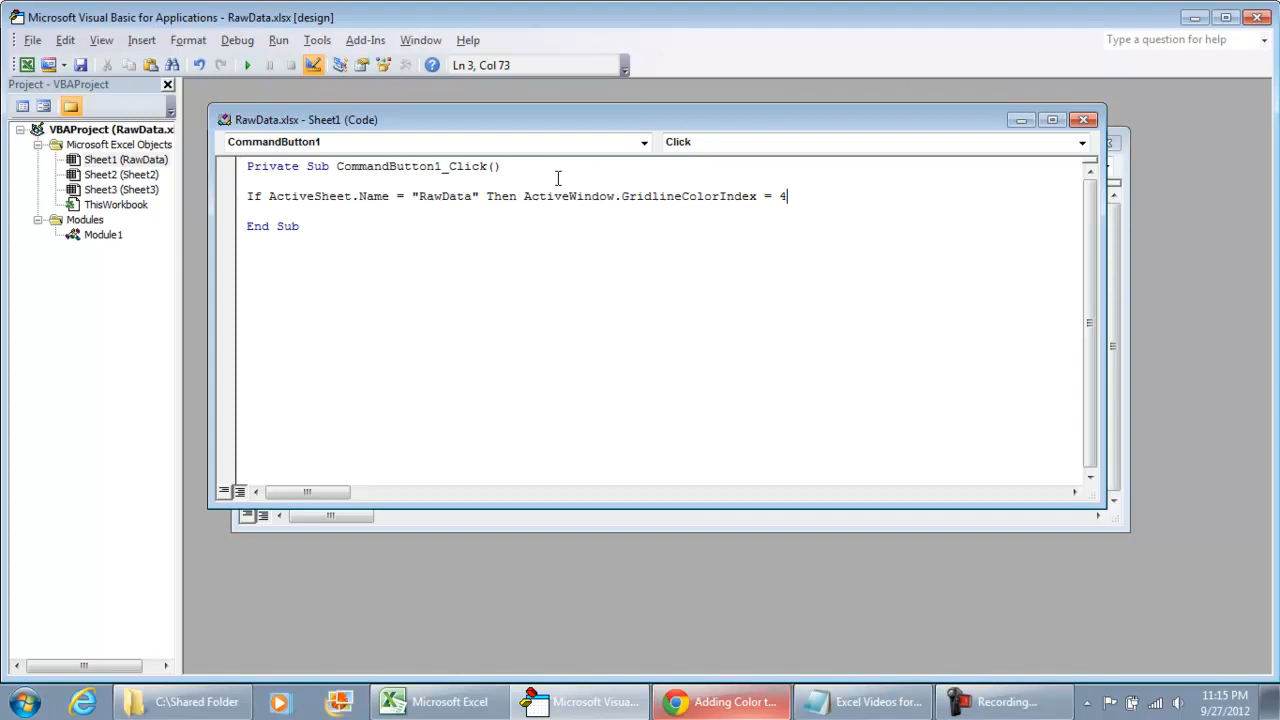 Microsoft Visual Basic for Applications - RawData.xlsx [design]
File Edit View Insert Format Debug Run Tools Add-Ins Window Help
Type a question for help
Ln 3, Col 73
Project - VBAProject
VBAProject (RawData.x
Microsoft Excel Objects
Sheet1 (RawData)
Sheet2 (Sheet2)
Sheet3 (Sheet3)
ThisWorkbook
Modules
Module1
RawData.xlsx - Sheet1 (Code)
CommandButton1
Click
Private Sub CommandButton1_Click()
If ActiveSheet.Name = "RawData" Then ActiveWindow.GridlineColorIndex = 4
End Sub
C:\Shared Folder
Microsoft Excel
Microsoft Visua...
Adding Color t...
Excel Videos for...
Recording...
11:15 PM
9/27/2012